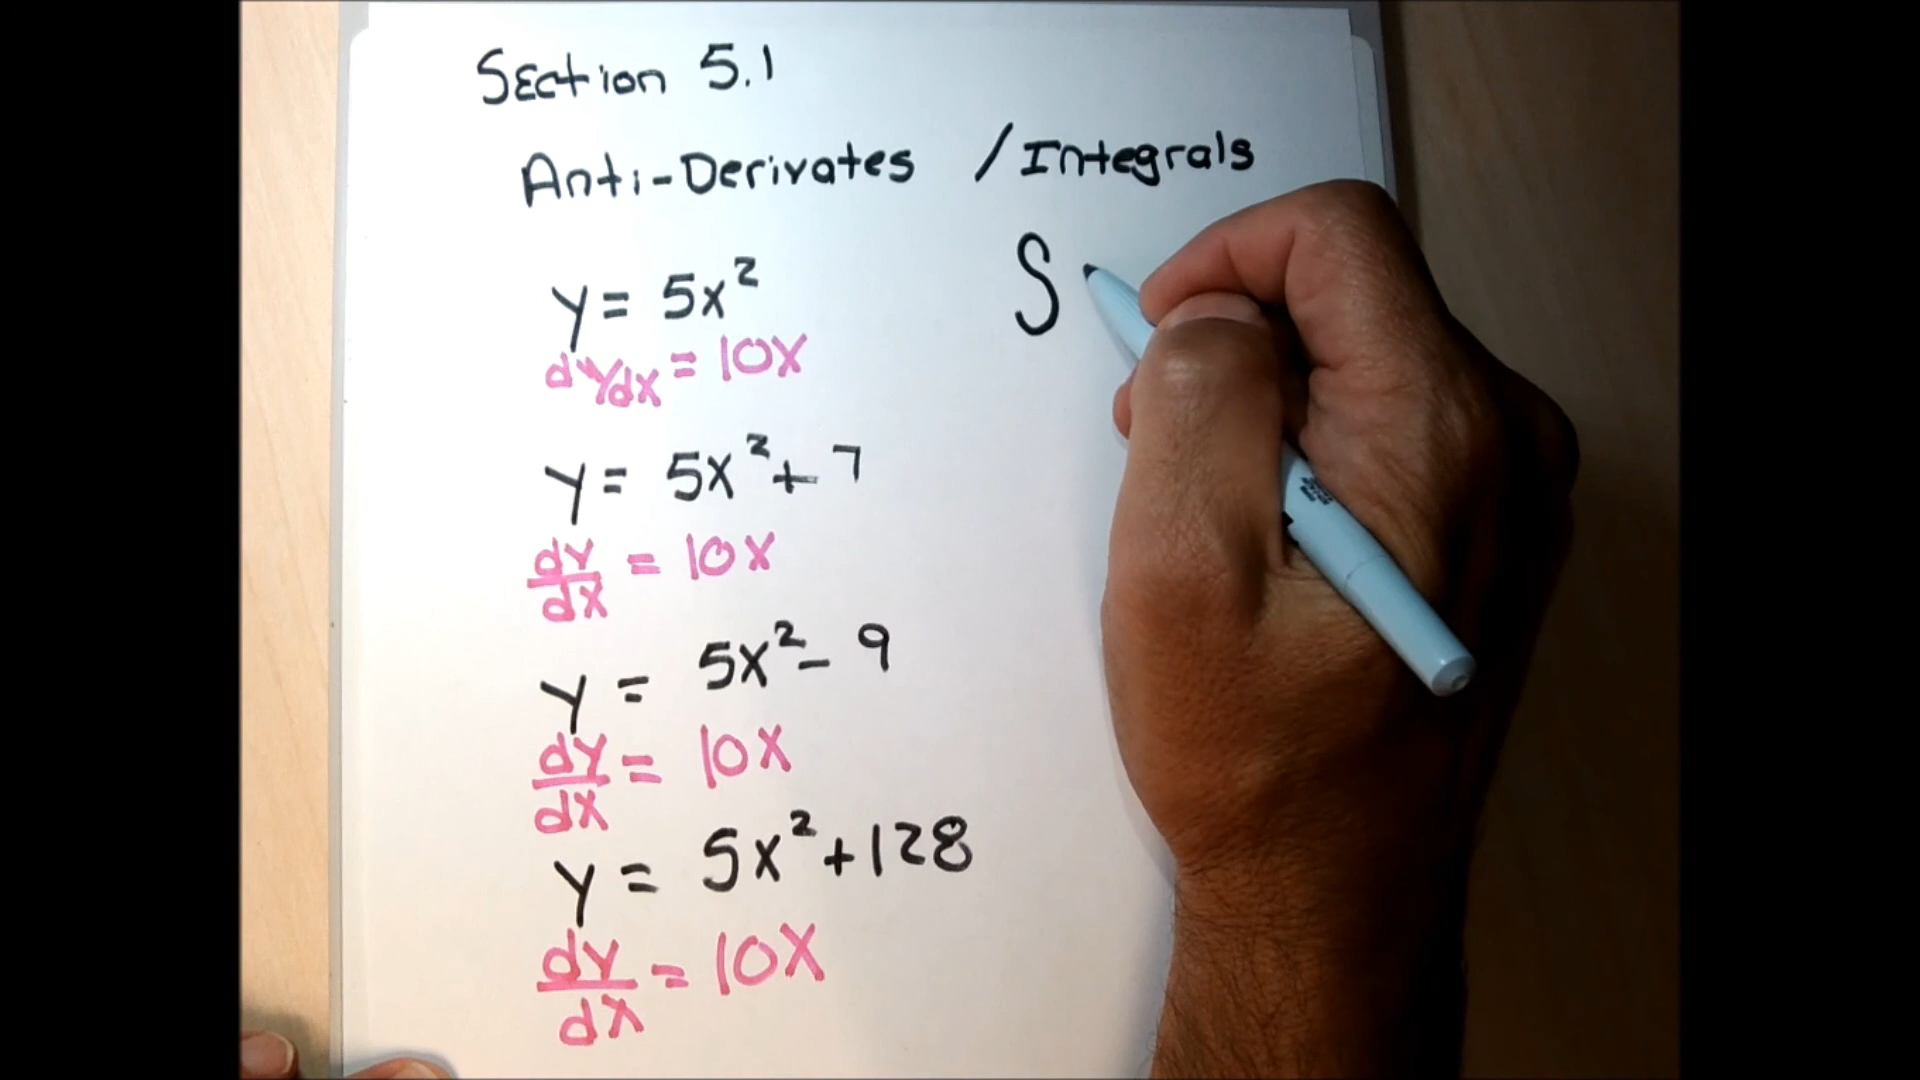 Section 5.1
Anti-Derivates / Integrals
y = 5x²
∫
dy/dx = 10x
y = 5x² + 7
dy/dx = 10x
y = 5x² - 9
dy/dx = 10x
y = 5x² + 128
dy/dx = 10x